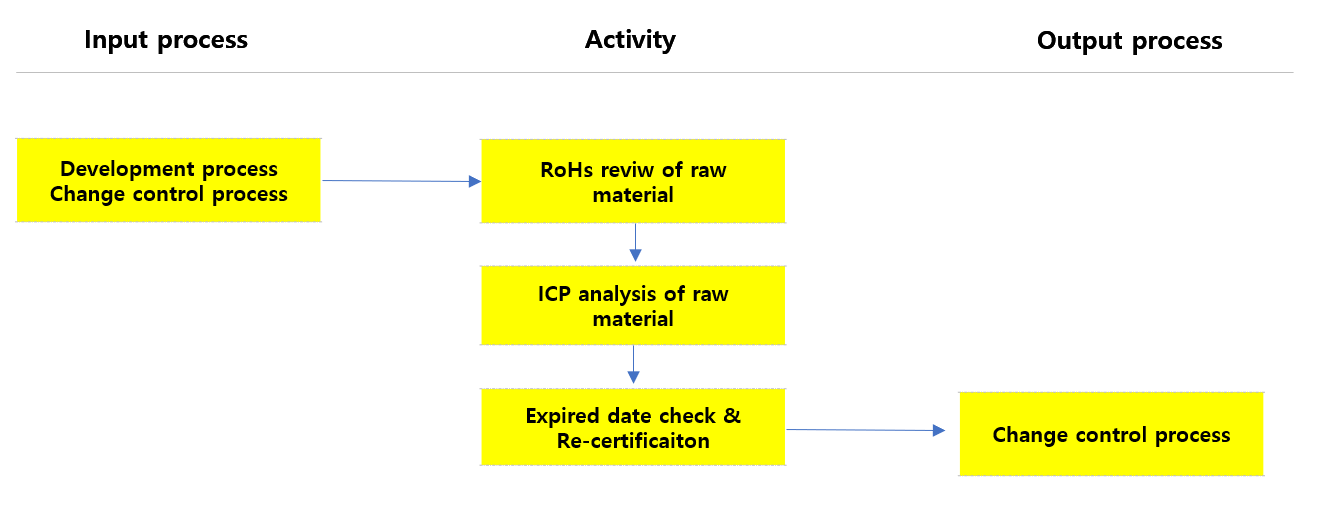 Input process
Activity
Output process
Development process
Change control process
RoHs reviw of raw
material
ICP analysis of raw
material
Expired date check &
Re-certificaiton
Change control process